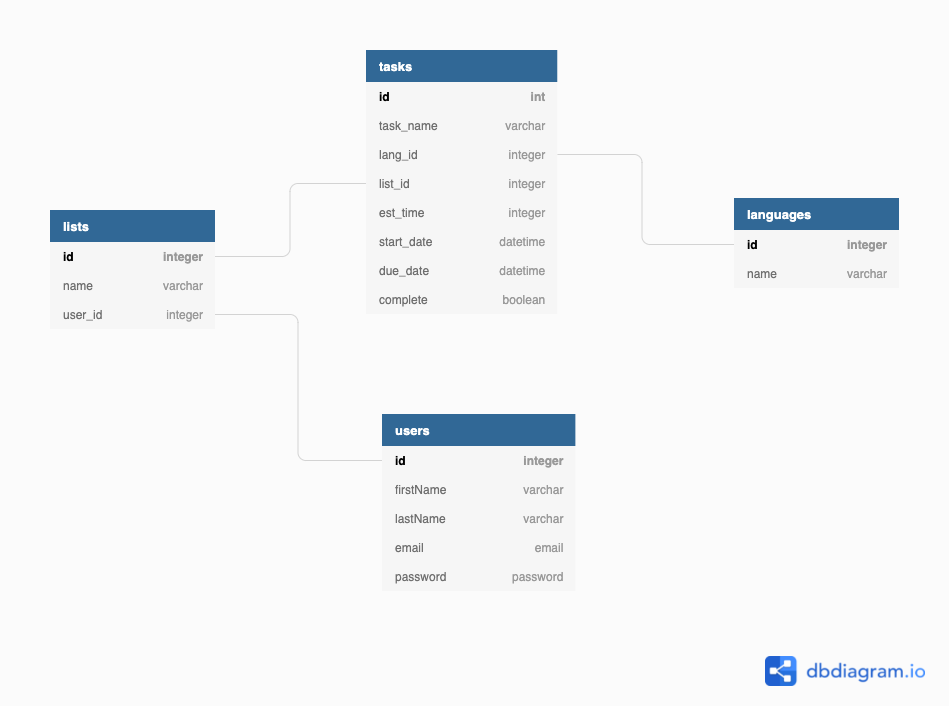 tasks
id int
task_name varchar
lang_id integer
list_id integer
est_time integer
start_date datetime
due_date datetime
complete boolean
lists
id integer
name varchar
user_id integer
languages
id integer
name varchar
users
id integer
firstName varchar
lastName varchar
email email
password password
dbdiagram.io